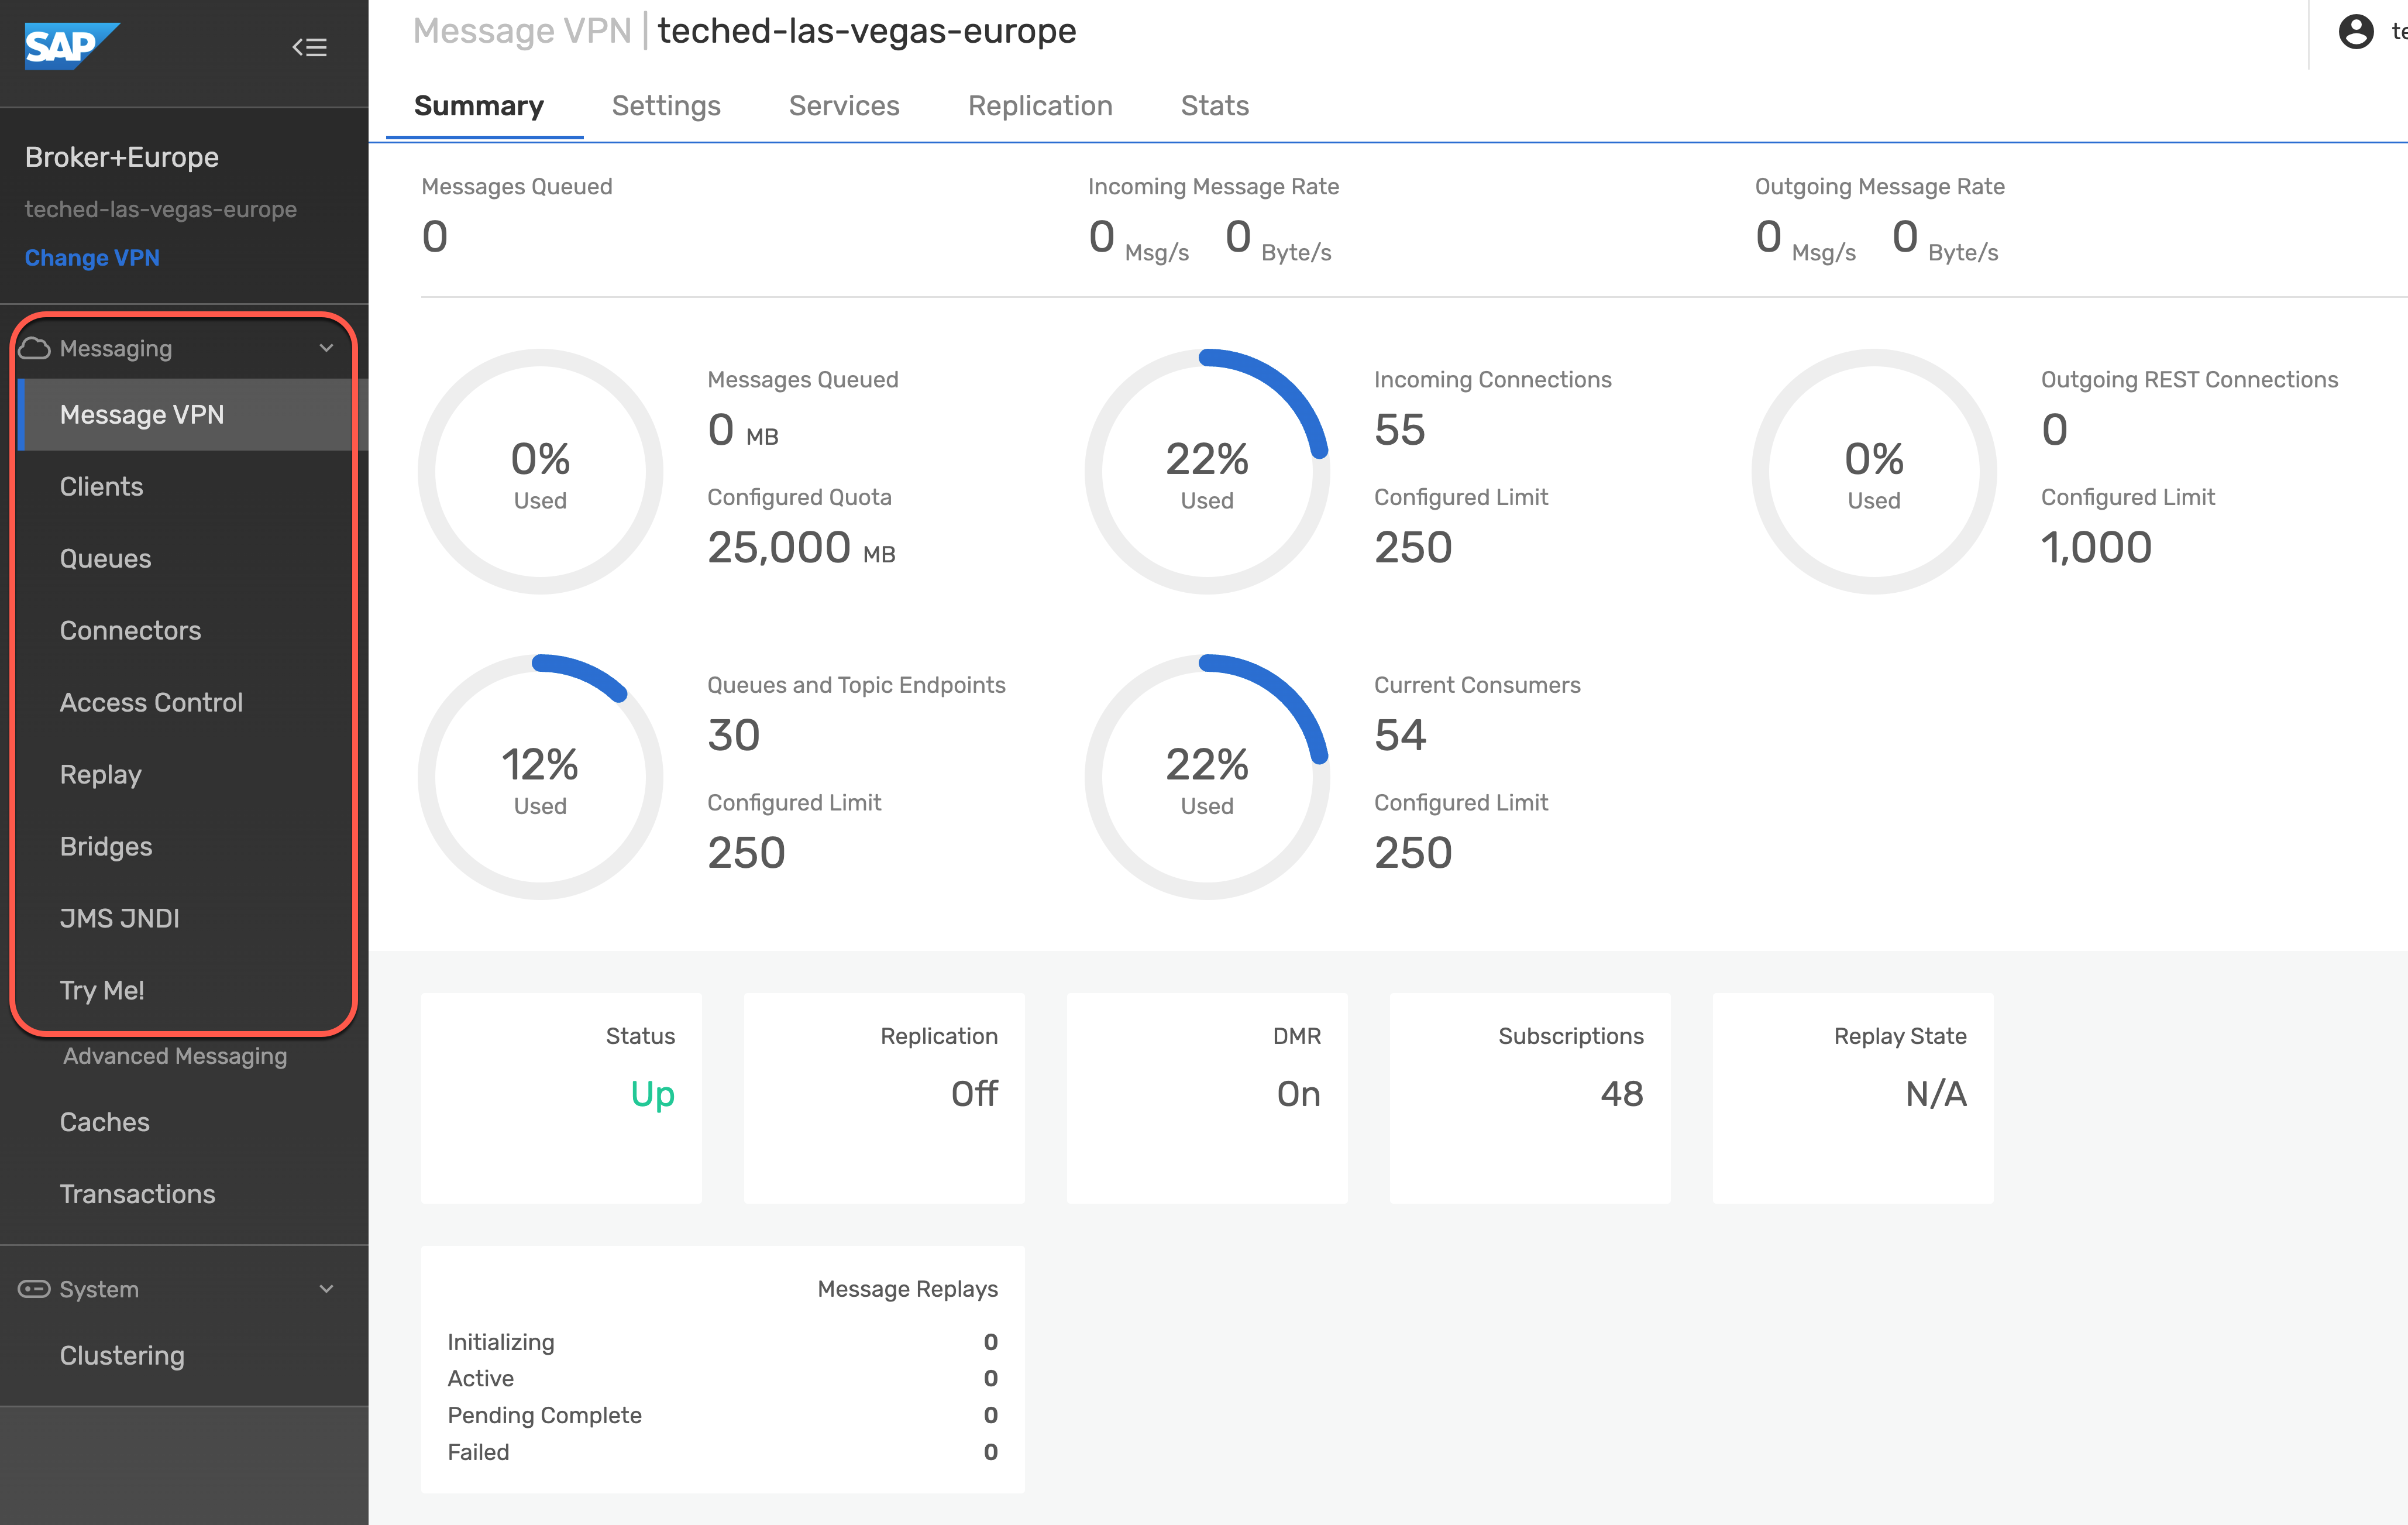 SAP
Message VPN | teched-las-vegas-europe
Summary
Settings
Services
Replication
Stats
Broker+Europe
teched-las-vegas-europe
Change VPN
Messaging
Message VPN
Clients
Queues
Connectors
Access Control
Replay
Bridges
JMS JNDI
Try Me!
Advanced Messaging
Caches
Transactions
System
Clustering
Messages Queued
0
Incoming Message Rate
0 Msg/s 0 Byte/s
Outgoing Message Rate
0 Msg/s 0 Byte/s
0%
Used
Messages Queued
0 MB
Configured Quota
25,000 MB
22%
Used
Incoming Connections
55
Configured Limit
250
0%
Used
Outgoing REST Connections
0
Configured Limit
1,000
12%
Used
Queues and Topic Endpoints
30
Configured Limit
250
22%
Used
Current Consumers
54
Configured Limit
250
Status
Up
Replication
Off
DMR
On
Subscriptions
48
Replay State
N/A
Message Replays
Initializing 0
Active 0
Pending Complete 0
Failed 0